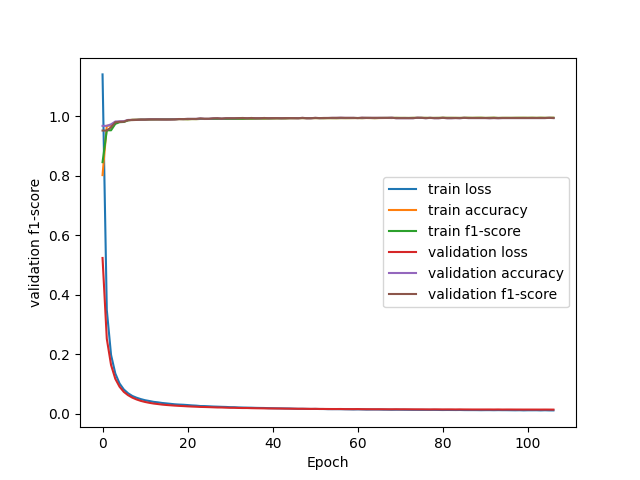 1.0
0.8
0.6
0.4
0.2
0.0
validation f1-score
train loss
train accuracy
train f1-score
validation loss
validation accuracy
validation f1-score
0 20 40 60 80 100
Epoch